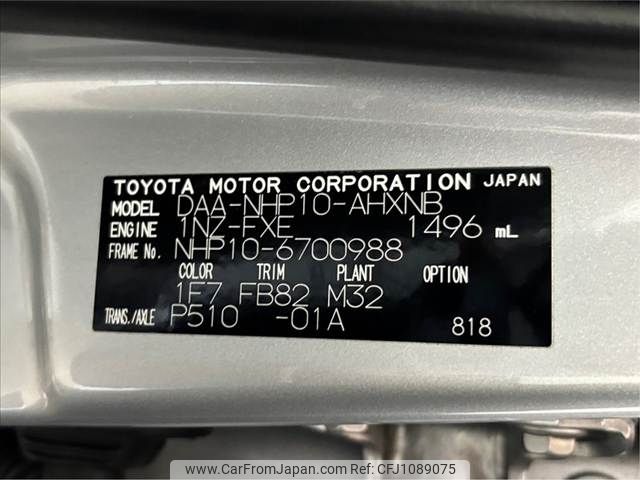 TOYOTA MOTOR CORPORATION JAPAN
MODEL DAA-NHP10-AHXNB
ENGINE 1NZ-FXE 1496 mL
FRAME No. NHP10-6700988
COLOR TRIM PLANT OPTION
1F7 FB82 M32
TRANS./AXLE P510 -01A 818
www.CarFromJapan.com | ©CarFromJapan | CFJ1089075